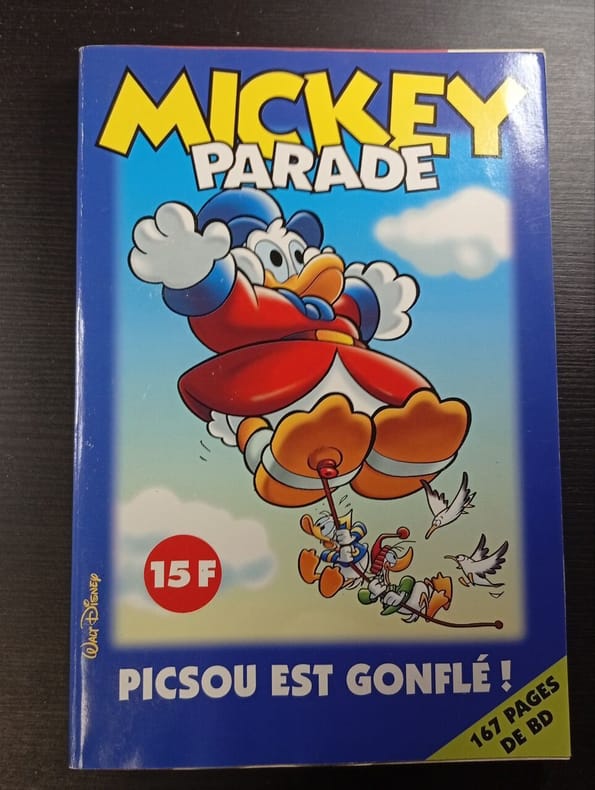 MICKEY
PARADE
15 F
WALT DISNEY
PICSOU EST GONFLÉ !
167 PAGES
DE BD